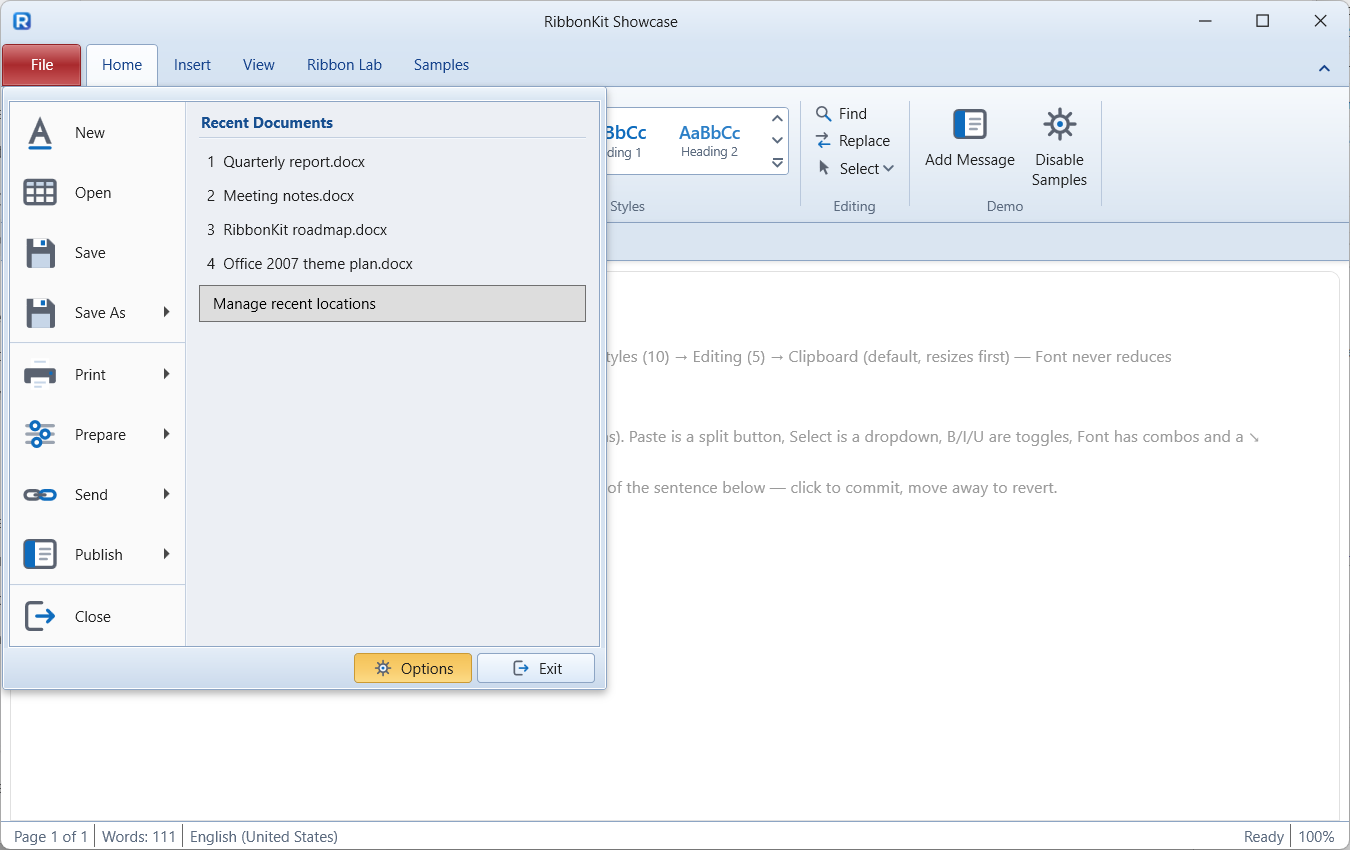 RibbonKit Showcase
File Home Insert View Ribbon Lab Samples
New
Open
Save
Save As
Print
Prepare
Send
Publish
Close
Recent Documents
1 Quarterly report.docx
2 Meeting notes.docx
3 RibbonKit roadmap.docx
4 Office 2007 theme plan.docx
Manage recent locations
Options Exit
AaBbCc
Heading 2
Styles
Find
Replace
Select
Editing
Add Message
Disable Samples
Demo
(10) → Editing (5) → Clipboard (default, resizes first) — Font never reduces
Paste is a split button, Select is a dropdown, B/I/U are toggles, Font has combos and a ↘
of the sentence below — click to commit, move away to revert.
Page 1 of 1 Words: 111 English (United States) Ready 100%